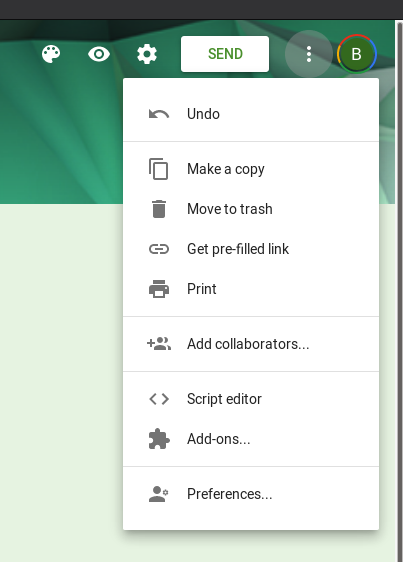 SEND
B
Undo
Make a copy
Move to trash
Get pre-filled link
Print
Add collaborators...
Script editor
Add-ons...
Preferences...